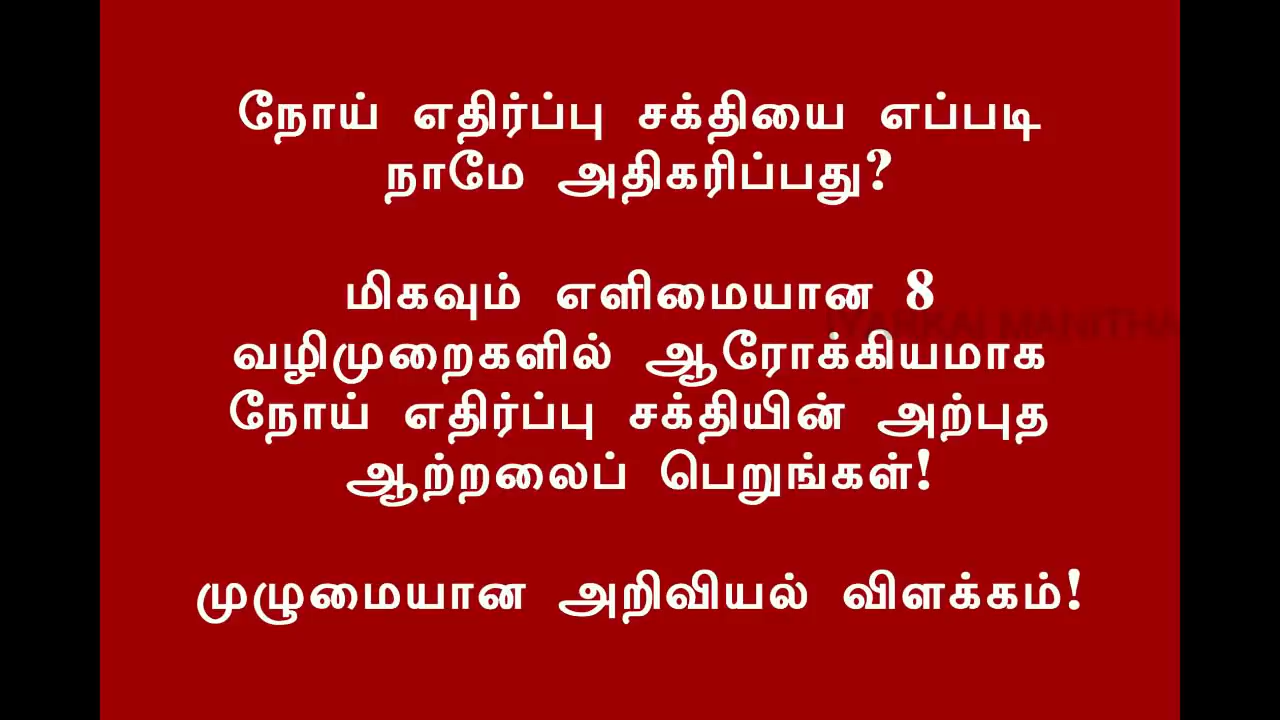 நோய் எதிர்ப்பு சக்தியை எப்படி
நாமே அதிகரிப்பது?
மிகவும் எளிமையான 8
வழிமுறைகளில் ஆரோக்கியமாக
நோய் எதிர்ப்பு சக்தியின் அற்புத
ஆற்றலைப் பெறுங்கள்!
முழுமையான அறிவியல் விளக்கம்!